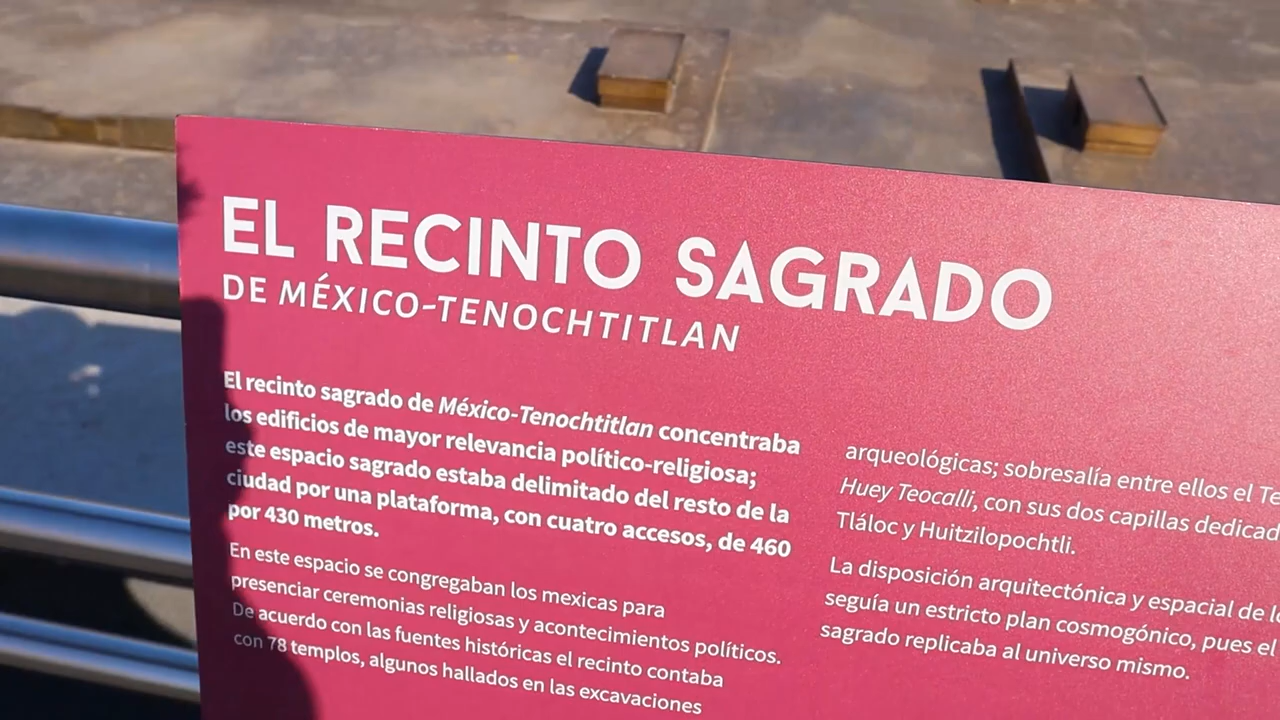 EL RECINTO SAGRADO
DE MÉXICO-TENOCHTITLAN
El recinto sagrado de México-Tenochtitlan concentraba
los edificios de mayor relevancia político-religiosa;
este espacio sagrado estaba delimitado del resto de la
ciudad por una plataforma, con cuatro accesos, de 460
por 430 metros.
En este espacio se congregaban los mexicas para
presenciar ceremonias religiosas y acontecimientos políticos.
De acuerdo con las fuentes históricas el recinto contaba
con 78 templos, algunos hallados en las excavaciones
arqueológicas; sobresalía entre ellos el
Huey Teocalli, con sus dos capillas
Tláloc y Huitzilopochtli.
La disposición arquitectónica y espacial de
seguía un estricto plan cosmogónico, pues el
sagrado replicaba al universo mismo.